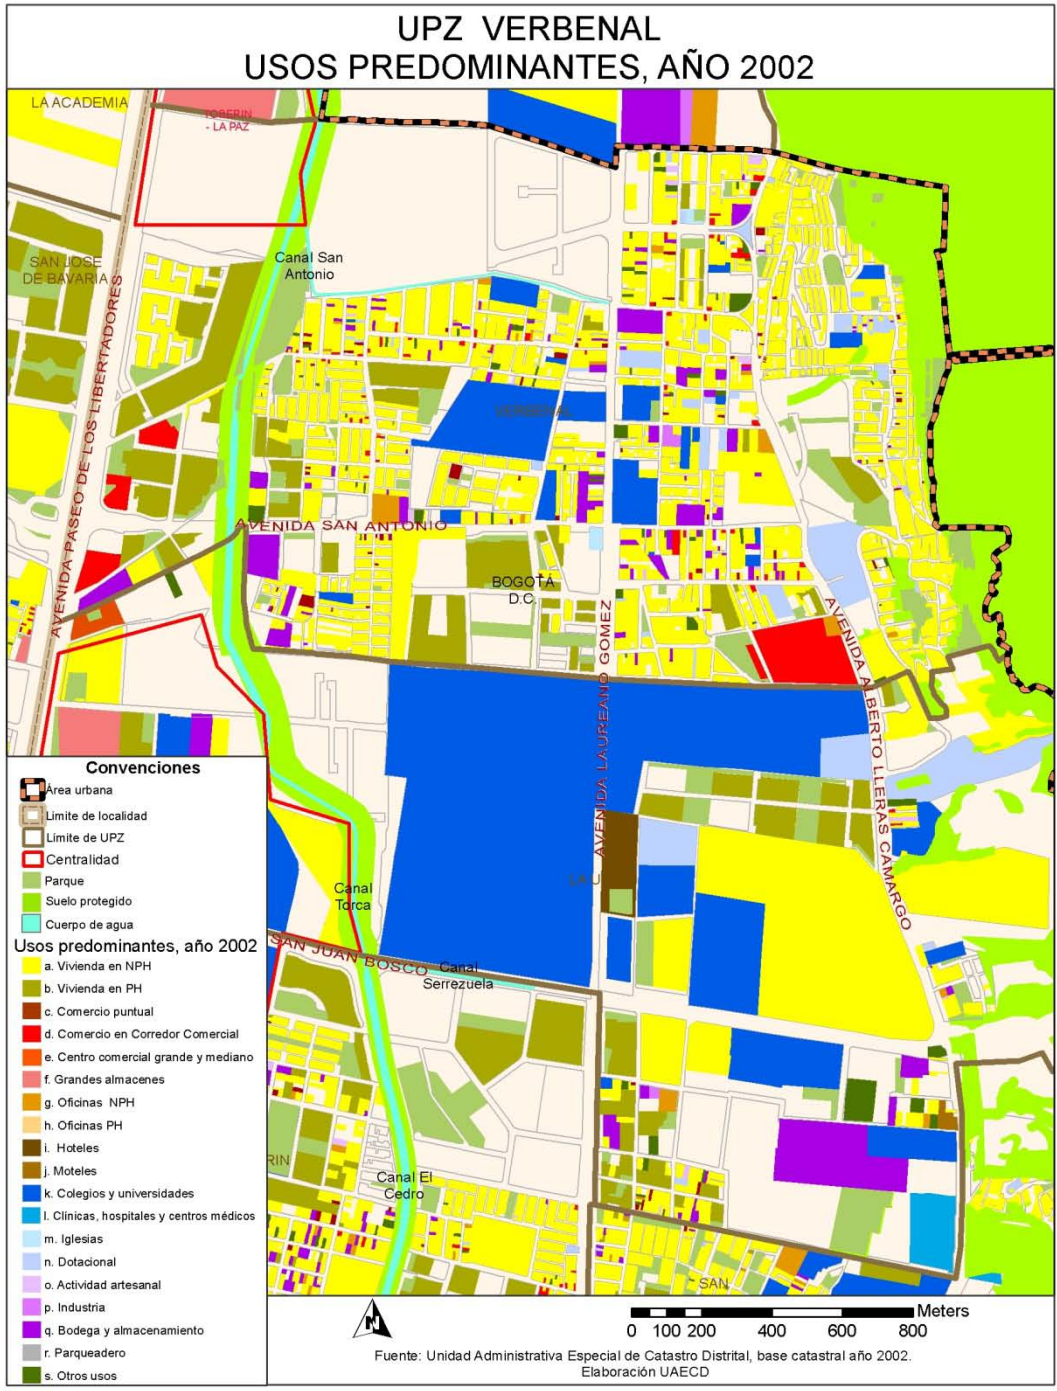 UPZ VERBENAL
USOS PREDOMINANTES, AÑO 2002
LA ACADEMIA
TOBERIN
- LA PAZ
SAN JOSE
DE BAVARIA
Canal San
Antonio
AVENIDA PASEO DE LOS LIBERTADORES
VERBENAL
AVENIDA SAN ANTONIO
BOGOTÁ
D.C.
AVENIDA LAUREANO GOMEZ
AVENIDA ALBERTO LLERAS CAMARGO
LA U
Canal
Torca
SAN JUAN BOSCO
Canal
Serrezuela
RIN
Canal El
Cedro
SAN
Convenciones
Área urbana
Límite de localidad
Límite de UPZ
Centralidad
Parque
Suelo protegido
Cuerpo de agua
Usos predominantes, año 2002
a. Vivienda en NPH
b. Vivienda en PH
c. Comercio puntual
d. Comercio en Corredor Comercial
e. Centro comercial grande y mediano
f. Grandes almacenes
g. Oficinas NPH
h. Oficinas PH
i. Hoteles
j. Moteles
k. Colegios y universidades
l. Clínicas, hospitales y centros médicos
m. Iglesias
n. Dotacional
o. Actividad artesanal
p. Industria
q. Bodega y almacenamiento
r. Parqueadero
s. Otros usos
N
Meters
0 100 200 400 600 800
Fuente: Unidad Administrativa Especial de Catastro Distrital, base catastral año 2002.
Elaboración UAECD